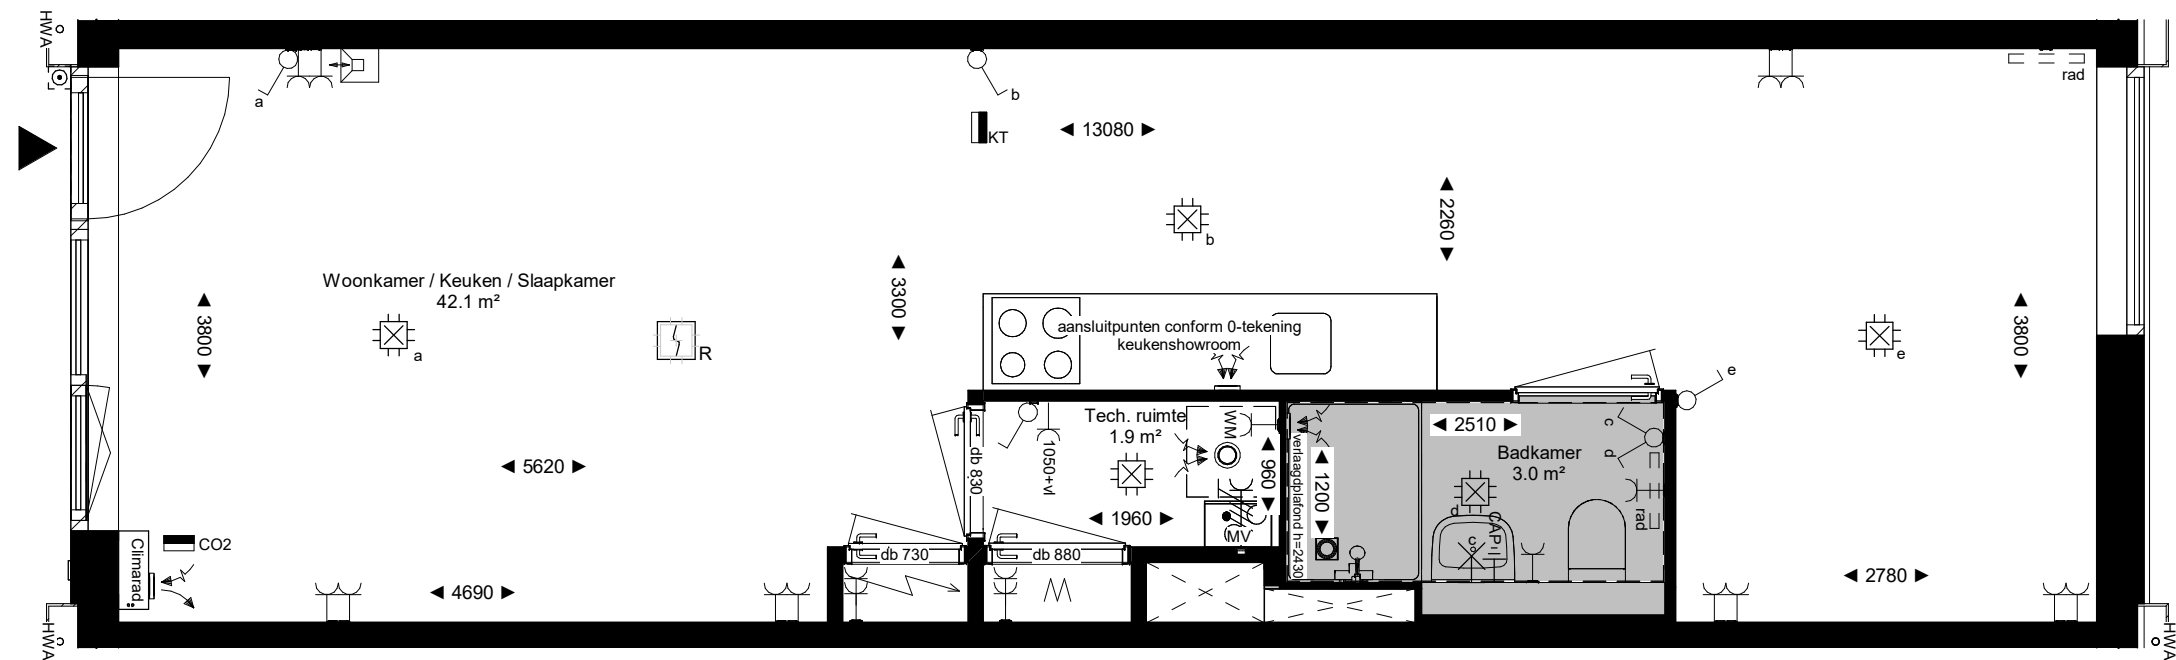 HWA
a
b
rad
KT
13080
2260
b
Woonkamer / Keuken / Slaapkamer
42.1 m²
3800
3300
3800
a
R
aansluitpunten conform 0-tekening
keukenshowroom
e
e
Tech. ruimte
1.9 m²
WM
2510
c
d
Badkamer
3.0 m²
5620
db 830
1050+vl
960
verlaagdplafond h=2430
1200
d
CAP
c
rad
1960
MV
CO2
Climarad
db 730
db 880
4690
2780
HWA
HWA